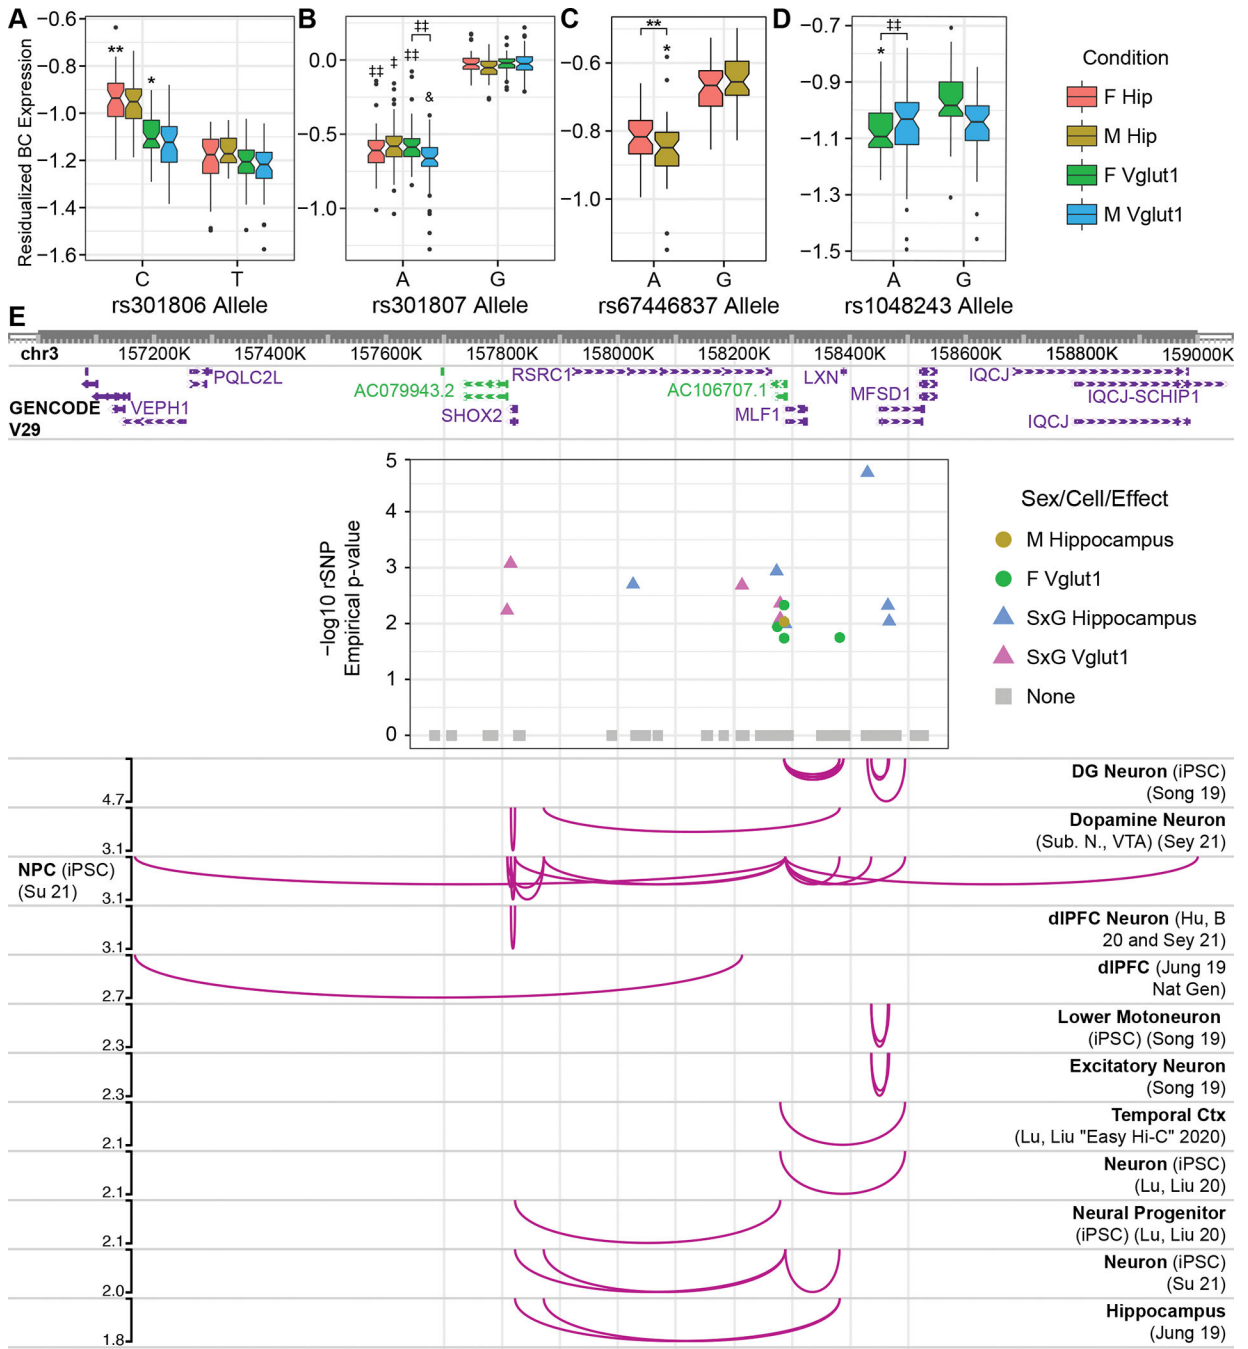 A
B
C
D
Residualized BC Expression
−0.6
−0.8
−1.0
−1.2
−1.4
−1.6
**
*
C
T
rs301806 Allele
0.0
−0.5
−1.0
‡‡
‡
‡‡
‡‡
&
A
G
rs301807 Allele
−0.6
−0.8
−1.0
**
*
A
G
rs67446837 Allele
−0.7
−0.9
−1.1
−1.3
−1.5
*
‡‡
A
G
rs1048243 Allele
Condition
F Hip
M Hip
F Vglut1
M Vglut1
E
chr3 157200K 157400K 157600K 157800K 158000K 158200K 158400K 158600K 158800K 159000K
PQLC2L RSRC1 LXN IQCJ
AC079943.2 AC106707.1 MFSD1 IQCJ-SCHIP1
GENCODE VEPH1 SHOX2 MLF1 IQCJ
V29
−log10 rSNP
Empirical p-value
5
4
3
2
1
0
Sex/Cell/Effect
M Hippocampus
F Vglut1
SxG Hippocampus
SxG Vglut1
None
4.7
DG Neuron (iPSC)
(Song 19)
3.1
Dopamine Neuron
(Sub. N., VTA) (Sey 21)
NPC (iPSC)
(Su 21)
3.1
3.1
dlPFC Neuron (Hu, B
20 and Sey 21)
2.7
dlPFC (Jung 19
Nat Gen)
2.3
Lower Motoneuron
(iPSC) (Song 19)
2.3
Excitatory Neuron
(Song 19)
2.1
Temporal Ctx
(Lu, Liu "Easy Hi-C" 2020)
2.1
Neuron (iPSC)
(Lu, Liu 20)
2.1
Neural Progenitor
(iPSC) (Lu, Liu 20)
2.0
Neuron (iPSC)
(Su 21)
1.8
Hippocampus
(Jung 19)